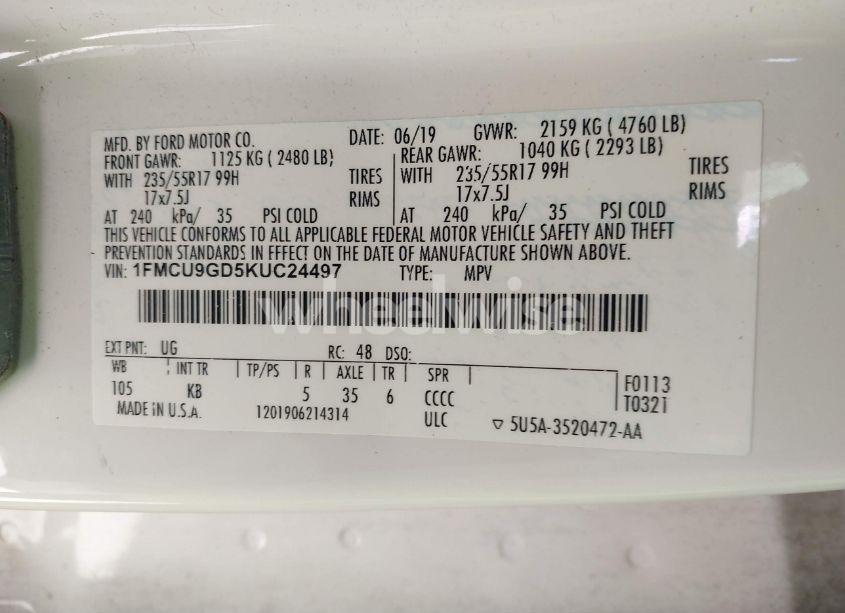 MFD. BY FORD MOTOR CO. DATE: 06/19 GVWR: 2159 KG ( 4760 LB)
FRONT GAWR: 1125 KG ( 2480 LB) REAR GAWR: 1040 KG ( 2293 LB)
WITH 235/55R17 99H TIRES WITH 235/55R17 99H TIRES
17x7.5J RIMS 17x7.5J RIMS
AT 240 kPa/ 35 PSI COLD AT 240 kPa/ 35 PSI COLD
THIS VEHICLE CONFORMS TO ALL APPLICABLE FEDERAL MOTOR VEHICLE SAFETY AND THEFT
PREVENTION STANDARDS IN EFFECT ON THE DATE OF MANUFACTURE SHOWN ABOVE.
VIN: 1FMCU9GD5KUC24497 TYPE: MPV
wheelwise
EXT PNT: UG RC: 48 DSO:
WB INT TR TP/PS R AXLE TR SPR
105 KB 5 35 6 CCCC F0113
T0321
MADE IN U.S.A. 1201906214314 ULC 5U5A-3520472-AA